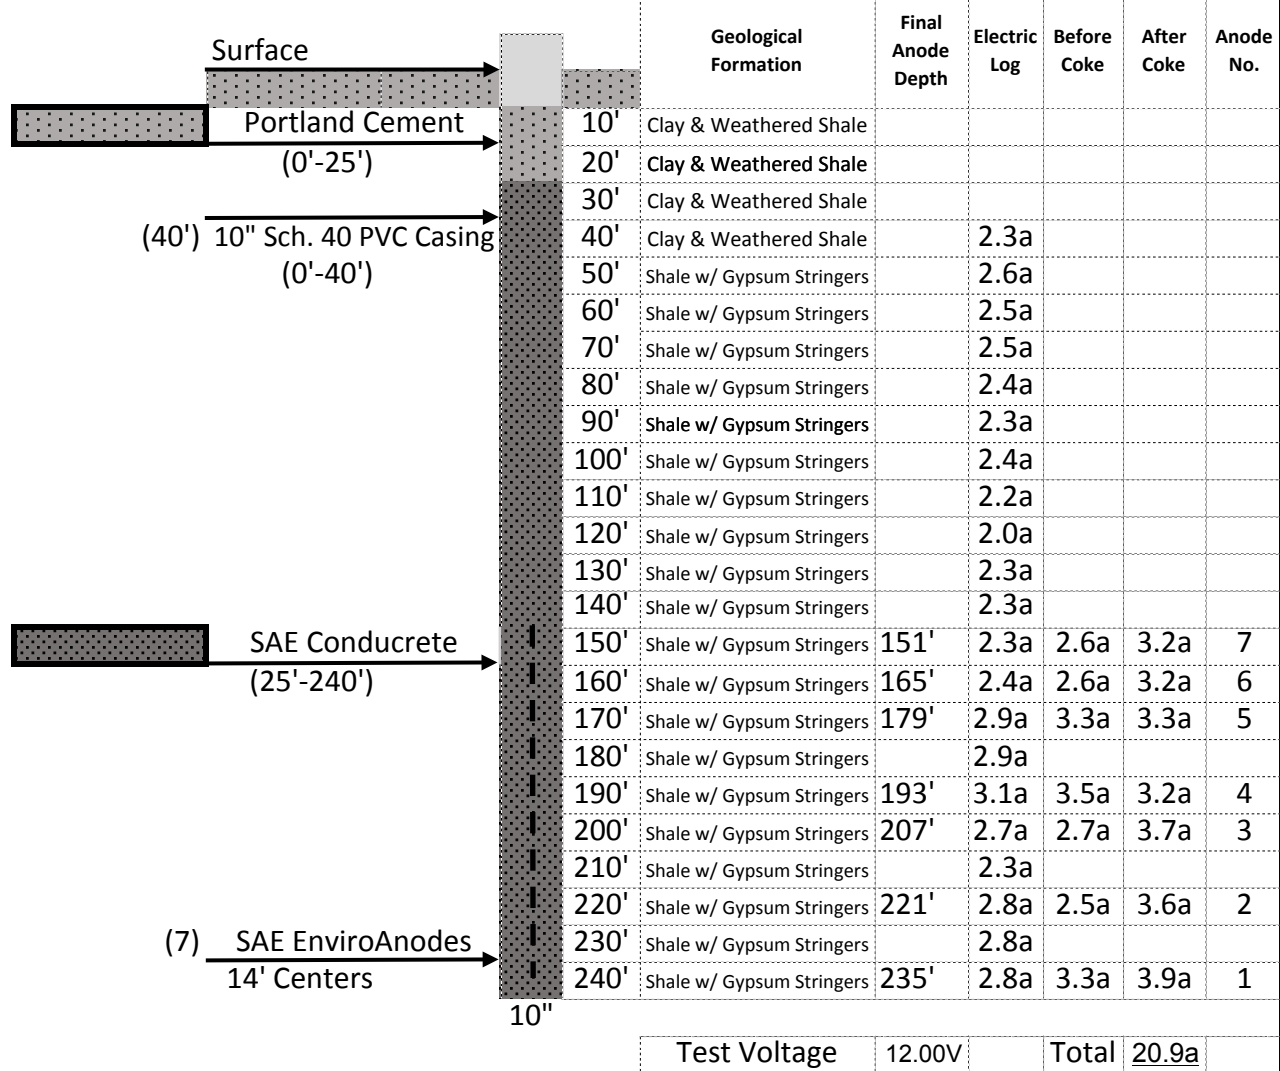 Geological Formation Final Anode Depth Electric Log Before Coke After Coke Anode No.
Surface
Portland Cement
(0'-25')
(40') 10" Sch. 40 PVC Casing
(0'-40')
SAE Conducrete
(25'-240')
(7) SAE EnviroAnodes
14' Centers
10"
10' Clay & Weathered Shale
20' Clay & Weathered Shale
30' Clay & Weathered Shale
40' Clay & Weathered Shale 2.3a
50' Shale w/ Gypsum Stringers 2.6a
60' Shale w/ Gypsum Stringers 2.5a
70' Shale w/ Gypsum Stringers 2.5a
80' Shale w/ Gypsum Stringers 2.4a
90' Shale w/ Gypsum Stringers 2.3a
100' Shale w/ Gypsum Stringers 2.4a
110' Shale w/ Gypsum Stringers 2.2a
120' Shale w/ Gypsum Stringers 2.0a
130' Shale w/ Gypsum Stringers 2.3a
140' Shale w/ Gypsum Stringers 2.3a
150' Shale w/ Gypsum Stringers 151' 2.3a 2.6a 3.2a 7
160' Shale w/ Gypsum Stringers 165' 2.4a 2.6a 3.2a 6
170' Shale w/ Gypsum Stringers 179' 2.9a 3.3a 3.3a 5
180' Shale w/ Gypsum Stringers 2.9a
190' Shale w/ Gypsum Stringers 193' 3.1a 3.5a 3.2a 4
200' Shale w/ Gypsum Stringers 207' 2.7a 2.7a 3.7a 3
210' Shale w/ Gypsum Stringers 2.3a
220' Shale w/ Gypsum Stringers 221' 2.8a 2.5a 3.6a 2
230' Shale w/ Gypsum Stringers 2.8a
240' Shale w/ Gypsum Stringers 235' 2.8a 3.3a 3.9a 1
Test Voltage 12.00V Total 20.9a